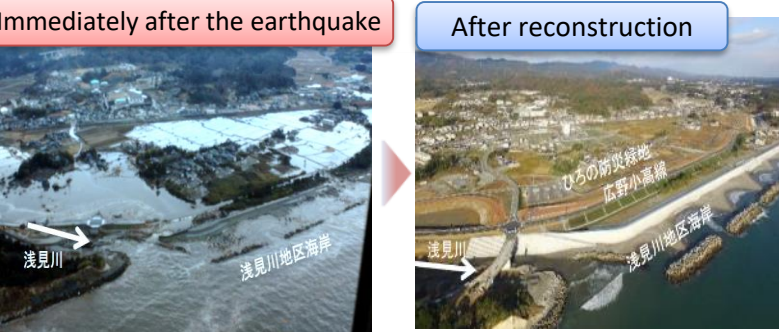 Immediately after the earthquake
浅見川
浅見川地区海岸
After reconstruction
ひろの防災緑地
広野小高線
浅見川
浅見川地区海岸